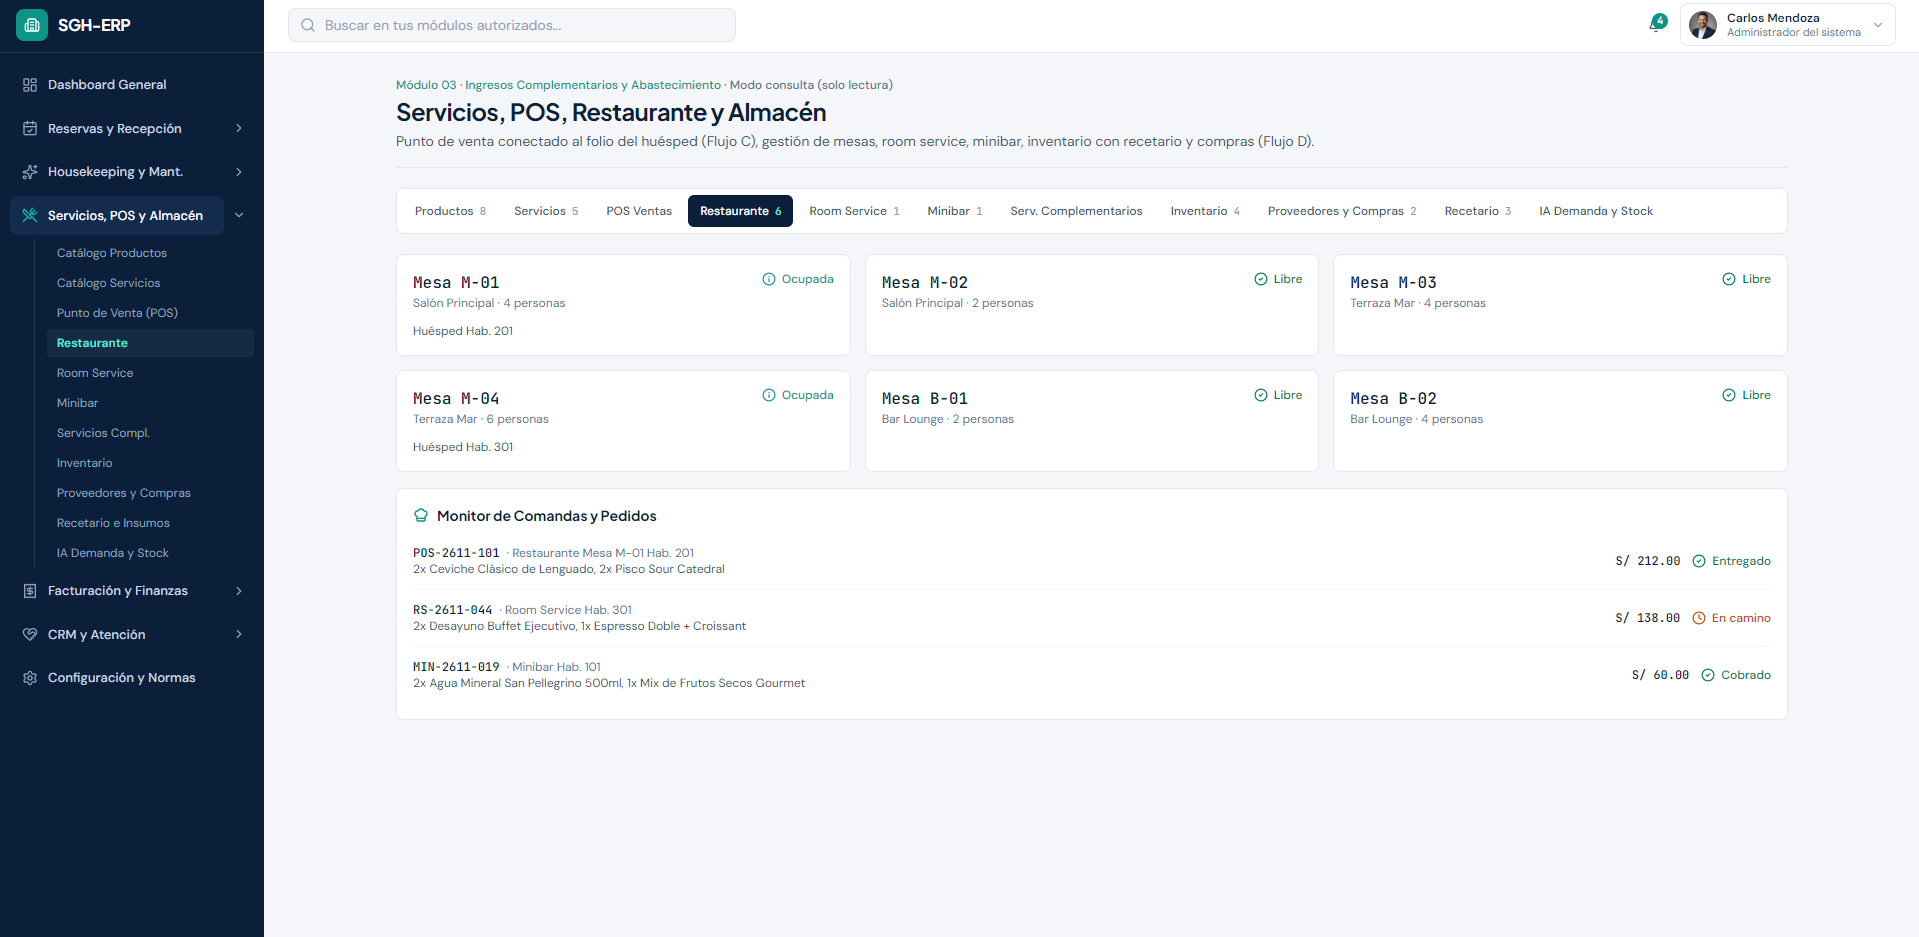 SGH-ERP
Buscar en tus módulos autorizados...
4
Carlos Mendoza
Administrador del sistema
Dashboard General
Reservas y Recepción
Housekeeping y Mant.
Servicios, POS y Almacén
Catálogo Productos
Catálogo Servicios
Punto de Venta (POS)
Restaurante
Room Service
Minibar
Servicios Compl.
Inventario
Proveedores y Compras
Recetario e Insumos
IA Demanda y Stock
Facturación y Finanzas
CRM y Atención
Configuración y Normas
Módulo 03 · Ingresos Complementarios y Abastecimiento · Modo consulta (solo lectura)
Servicios, POS, Restaurante y Almacén
Punto de venta conectado al folio del huésped (Flujo C), gestión de mesas, room service, minibar, inventario con recetario y compras (Flujo D).
Productos 8 Servicios 5 POS Ventas Restaurante 6 Room Service 1 Minibar 1 Serv. Complementarios Inventario 4 Proveedores y Compras 2 Recetario 3 IA Demanda y Stock
Mesa M-01
Ocupada
Salón Principal · 4 personas
Huésped Hab. 201
Mesa M-02
Libre
Salón Principal · 2 personas
Mesa M-03
Libre
Terraza Mar · 4 personas
Mesa M-04
Ocupada
Terraza Mar · 6 personas
Huésped Hab. 301
Mesa B-01
Libre
Bar Lounge · 2 personas
Mesa B-02
Libre
Bar Lounge · 4 personas
Monitor de Comandas y Pedidos
POS-2611-101 · Restaurante Mesa M-01 Hab. 201
2x Ceviche Clásico de Lenguado, 2x Pisco Sour Catedral
S/ 212.00 Entregado
RS-2611-044 · Room Service Hab. 301
2x Desayuno Buffet Ejecutivo, 1x Espresso Doble + Croissant
S/ 138.00 En camino
MIN-2611-019 · Minibar Hab. 101
2x Agua Mineral San Pellegrino 500ml, 1x Mix de Frutos Secos Gourmet
S/ 60.00 Cobrado